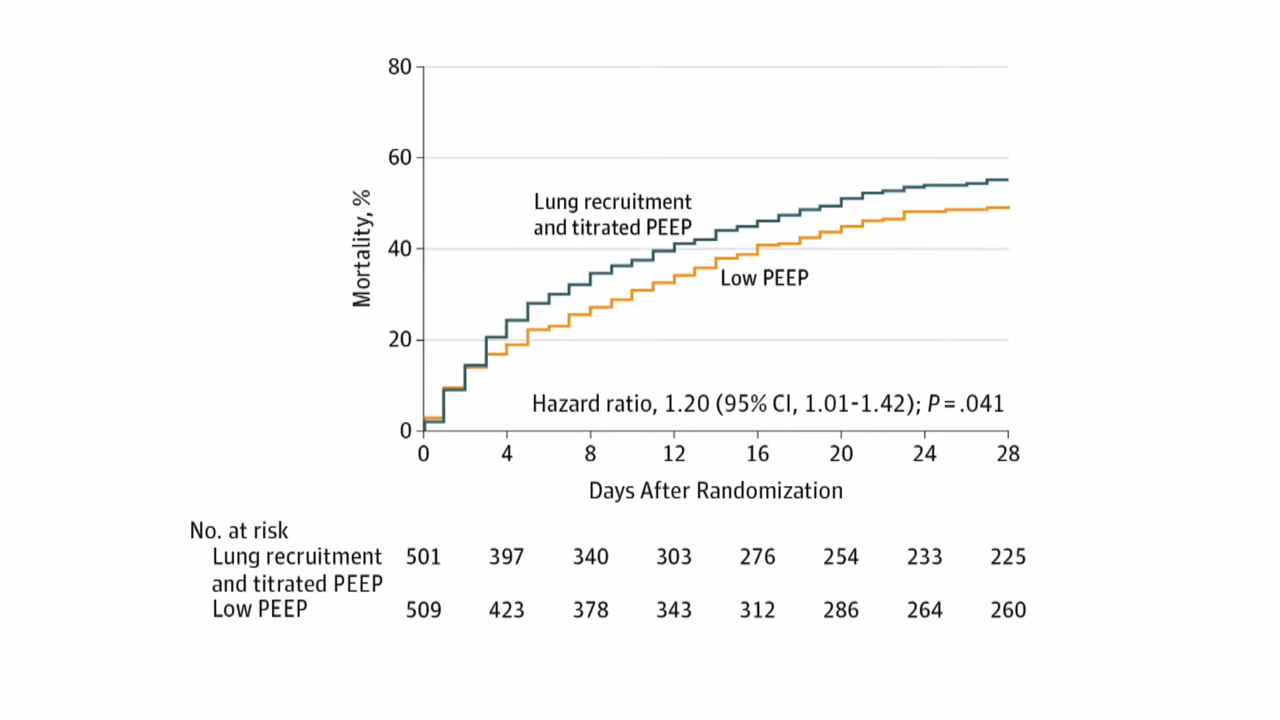 80
60
40
20
0
Mortality, %
Lung recruitment
and titrated PEEP
Low PEEP
Hazard ratio, 1.20 (95% CI, 1.01-1.42); P = .041
0 4 8 12 16 20 24 28
Days After Randomization
No. at risk
Lung recruitment 501 397 340 303 276 254 233 225
and titrated PEEP
Low PEEP 509 423 378 343 312 286 264 260